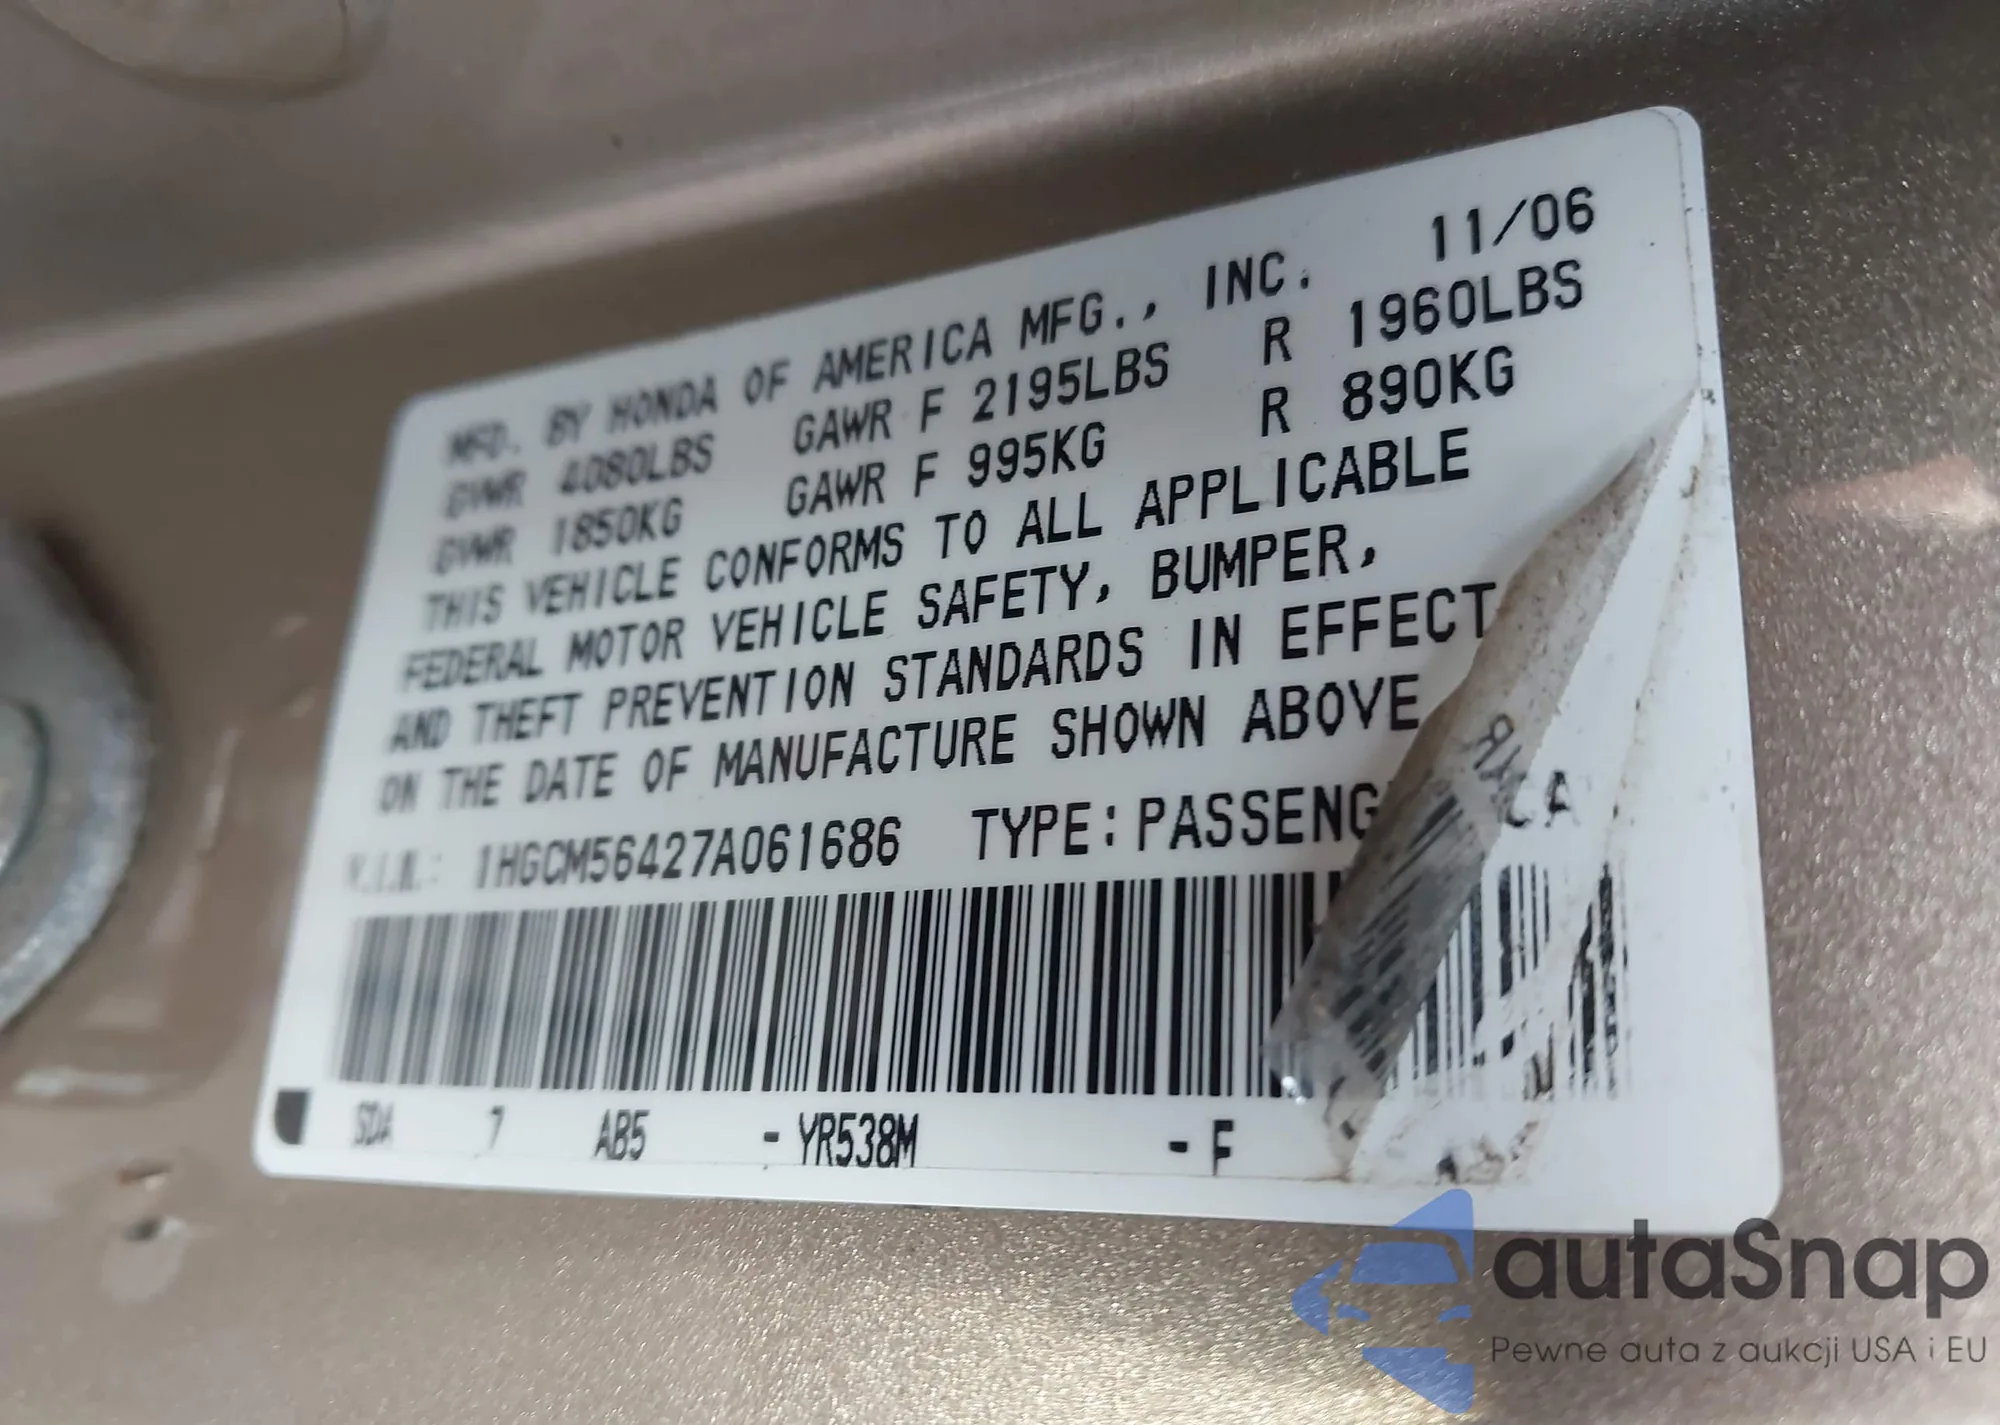 MFD. BY HONDA OF AMERICA MFG., INC. 11/06
GVWR 4080LBS GAWR F 2195LBS R 1960LBS
GVWR 1850KG GAWR F 995KG R 890KG
THIS VEHICLE CONFORMS TO ALL APPLICABLE
FEDERAL MOTOR VEHICLE SAFETY, BUMPER,
AND THEFT PREVENTION STANDARDS IN EFFECT
ON THE DATE OF MANUFACTURE SHOWN ABOVE
V.I.N.: 1HGCM56427A061686 TYPE:PASSENG CA
SDA 7 AB5 - YR538M - F
autaSnap
Pewne auta z aukcji USA i EU